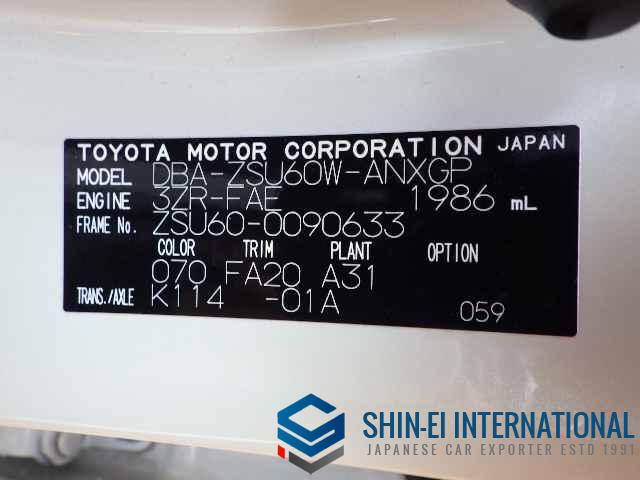 TOYOTA MOTOR CORPORATION JAPAN
MODEL DBA-ZSU60W-ANXGP
ENGINE 3ZR-FAE 1986 mL
FRAME No. ZSU60-0090633
COLOR TRIM PLANT OPTION
070 FA20 A31
TRANS./AXLE K114 -01A
059
SHIN-EI INTERNATIONAL
JAPANESE CAR EXPORTER ESTD 1991